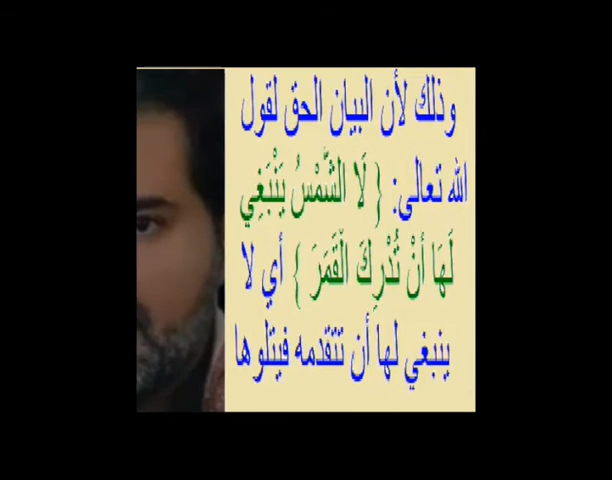 وذلك لأن البيان الحق لقول
الله تعالى: { لَا الشَّمْسُ يَنْبَغِي
لَهَا أَنْ تُدْرِكَ الْقَمَرَ } أي لا
ينبغي لها أن تتقدمه فيتلوها